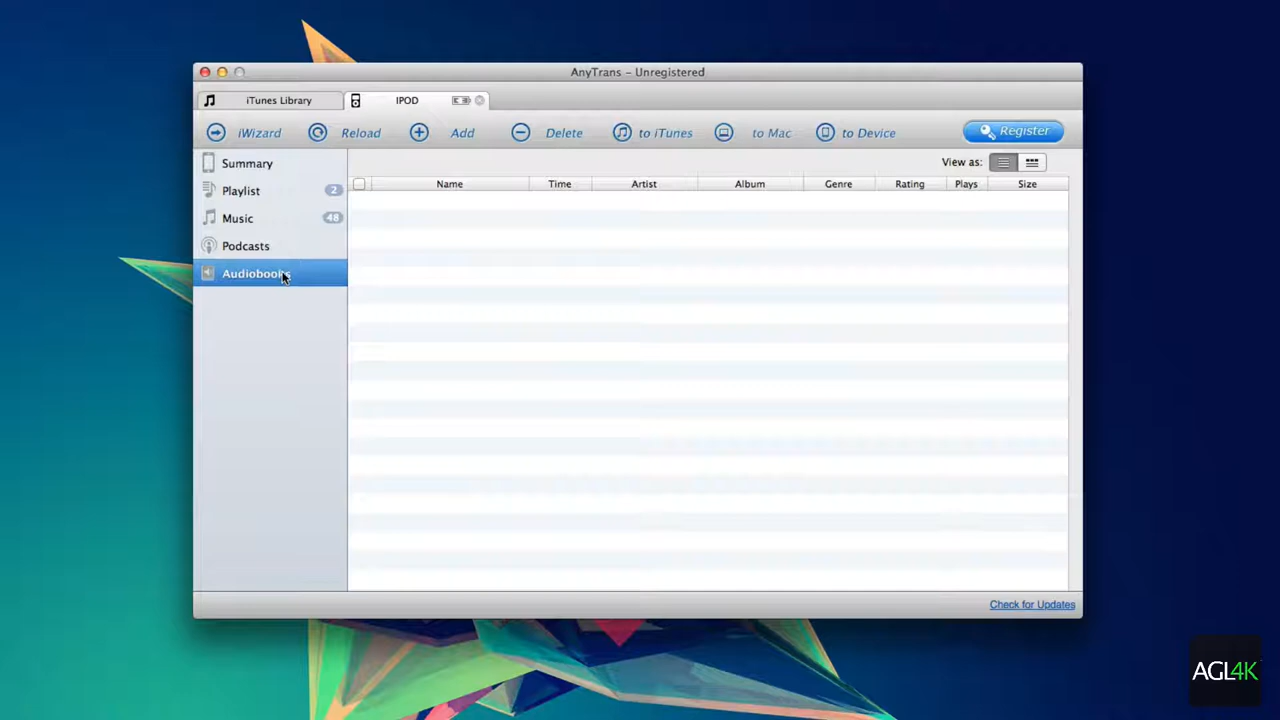 AnyTrans – Unregistered
iTunes Library
IPOD
iWizard
Reload
Add
Delete
to iTunes
to Mac
to Device
Register
Summary
Playlist 2
Music 48
Podcasts
Audiobooks
View as:
Name Time Artist Album Genre Rating Plays Size
Check for Updates
AGL4K